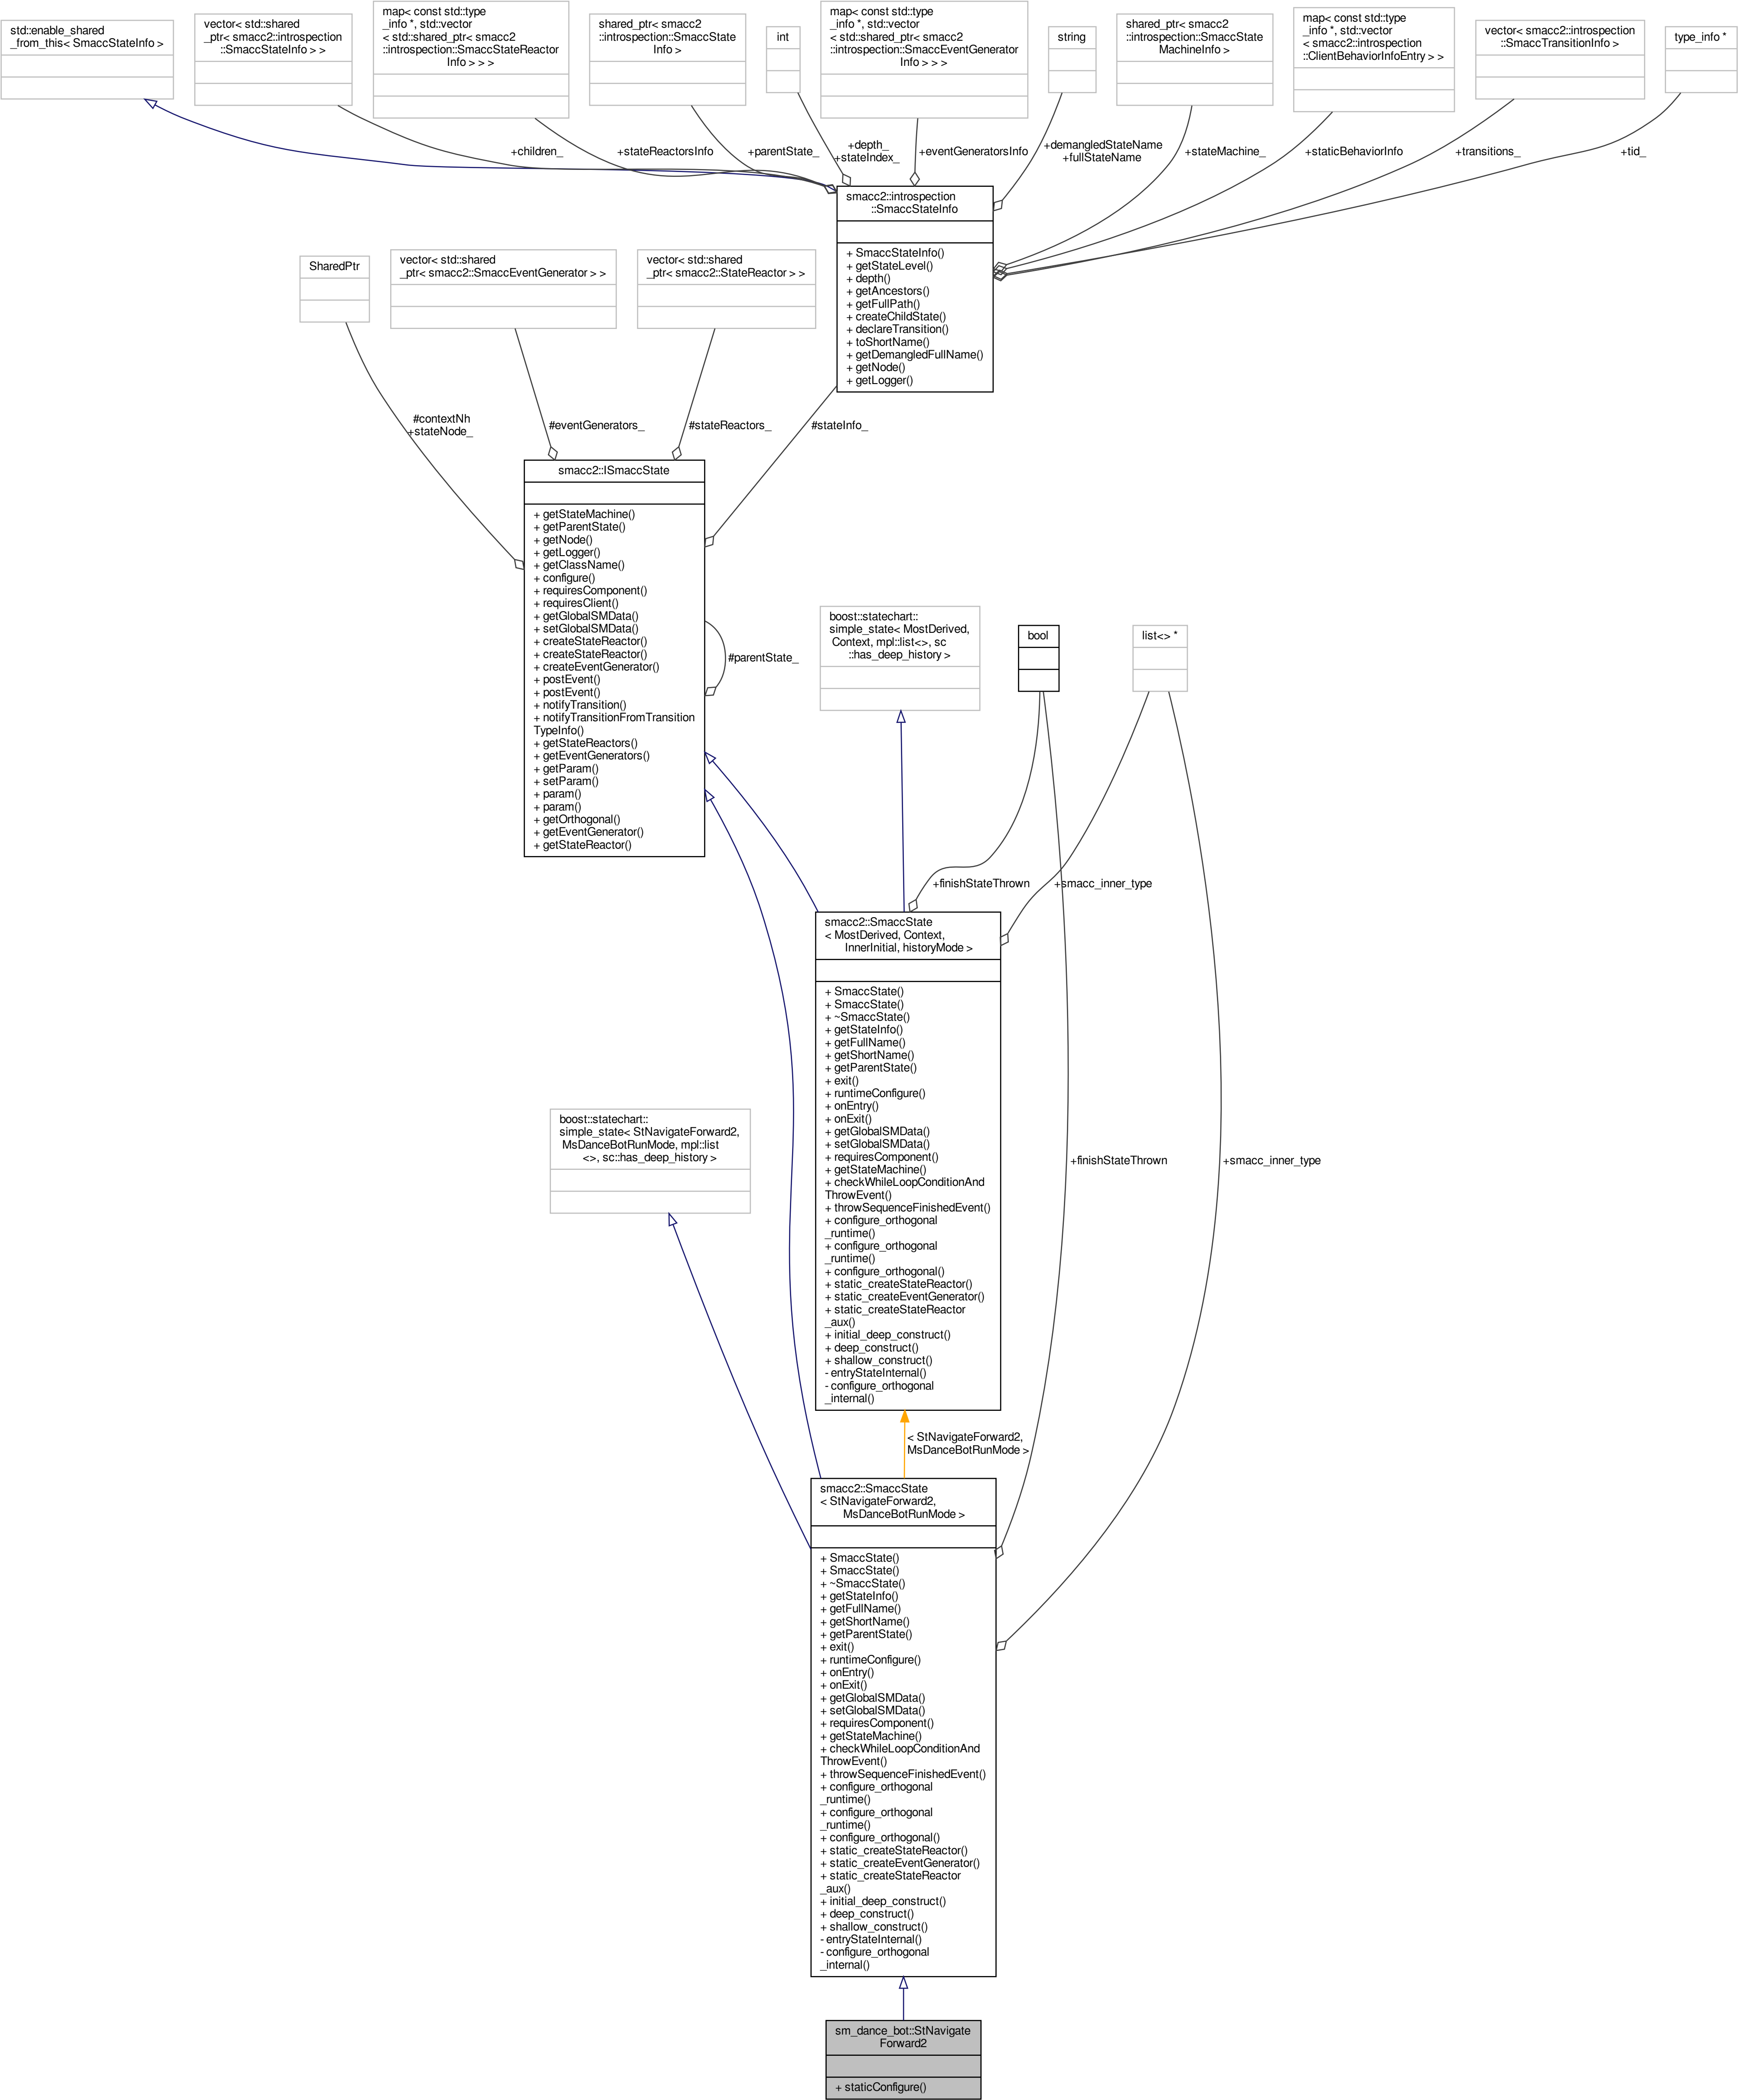 std::enable_shared
_from_this< SmaccStateInfo >
vector< std::shared
_ptr< smacc2::introspection
::SmaccStateInfo > >
map< const std::type
_info *, std::vector
< std::shared_ptr< smacc2
::introspection::SmaccStateReactor
Info > > >
shared_ptr< smacc2
::introspection::SmaccState
Info >
int
map< const std::type
_info *, std::vector
< std::shared_ptr< smacc2
::introspection::SmaccEventGenerator
Info > > >
string
shared_ptr< smacc2
::introspection::SmaccState
MachineInfo >
map< const std::type
_info *, std::vector
< smacc2::introspection
::ClientBehaviorInfoEntry > >
vector< smacc2::introspection
::SmaccTransitionInfo >
type_info *
+children_
+stateReactorsInfo
+parentState_
+depth_
+stateIndex_
+eventGeneratorsInfo
+demangledStateName
+fullStateName
+stateMachine_
+staticBehaviorInfo
+transitions_
+tid_
smacc2::introspection
::SmaccStateInfo
+ SmaccStateInfo()
+ getStateLevel()
+ depth()
+ getAncestors()
+ getFullPath()
+ createChildState()
+ declareTransition()
+ toShortName()
+ getDemangledFullName()
+ getNode()
+ getLogger()
SharedPtr
vector< std::shared
_ptr< smacc2::SmaccEventGenerator > >
vector< std::shared
_ptr< smacc2::StateReactor > >
#contextNh
+stateNode_
#eventGenerators_
#stateReactors_
#stateInfo_
smacc2::ISmaccState
+ getStateMachine()
+ getParentState()
+ getNode()
+ getLogger()
+ getClassName()
+ configure()
+ requiresComponent()
+ requiresClient()
+ getGlobalSMData()
+ setGlobalSMData()
+ createStateReactor()
+ createStateReactor()
+ createEventGenerator()
+ postEvent()
+ postEvent()
+ notifyTransition()
+ notifyTransitionFromTransition
TypeInfo()
+ getStateReactors()
+ getEventGenerators()
+ getParam()
+ setParam()
+ param()
+ param()
+ getOrthogonal()
+ getEventGenerator()
+ getStateReactor()
#parentState_
boost::statechart::
simple_state< MostDerived,
Context, mpl::list<>, sc
::has_deep_history >
bool
list<> *
+finishStateThrown
+smacc_inner_type
smacc2::SmaccState
< MostDerived, Context,
InnerInitial, historyMode >
+ SmaccState()
+ SmaccState()
+ ~SmaccState()
+ getStateInfo()
+ getFullName()
+ getShortName()
+ getParentState()
+ exit()
+ runtimeConfigure()
+ onEntry()
+ onExit()
+ getGlobalSMData()
+ setGlobalSMData()
+ requiresComponent()
+ getStateMachine()
+ checkWhileLoopConditionAnd
ThrowEvent()
+ throwSequenceFinishedEvent()
+ configure_orthogonal
_runtime()
+ configure_orthogonal
_runtime()
+ configure_orthogonal()
+ static_createStateReactor()
+ static_createEventGenerator()
+ static_createStateReactor
_aux()
+ initial_deep_construct()
+ deep_construct()
+ shallow_construct()
- entryStateInternal()
- configure_orthogonal
_internal()
boost::statechart::
simple_state< StNavigateForward2,
MsDanceBotRunMode, mpl::list
<>, sc::has_deep_history >
+finishStateThrown
+smacc_inner_type
< StNavigateForward2,
MsDanceBotRunMode >
smacc2::SmaccState
< StNavigateForward2,
MsDanceBotRunMode >
+ SmaccState()
+ SmaccState()
+ ~SmaccState()
+ getStateInfo()
+ getFullName()
+ getShortName()
+ getParentState()
+ exit()
+ runtimeConfigure()
+ onEntry()
+ onExit()
+ getGlobalSMData()
+ setGlobalSMData()
+ requiresComponent()
+ getStateMachine()
+ checkWhileLoopConditionAnd
ThrowEvent()
+ throwSequenceFinishedEvent()
+ configure_orthogonal
_runtime()
+ configure_orthogonal
_runtime()
+ configure_orthogonal()
+ static_createStateReactor()
+ static_createEventGenerator()
+ static_createStateReactor
_aux()
+ initial_deep_construct()
+ deep_construct()
+ shallow_construct()
- entryStateInternal()
- configure_orthogonal
_internal()
sm_dance_bot::StNavigate
Forward2
+ staticConfigure()